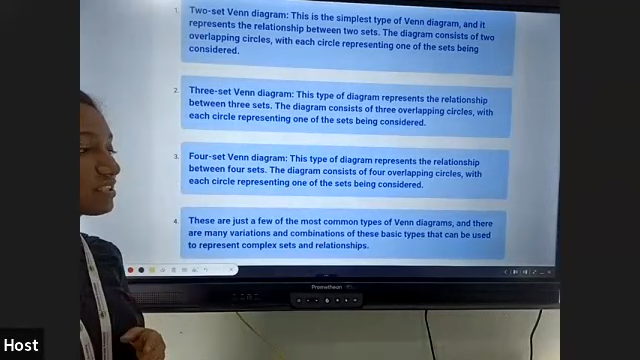 1. Two-set Venn diagram: This is the simplest type of Venn diagram, and it
represents the relationship between two sets. The diagram consists of two
overlapping circles, with each circle representing one of the sets being
considered.
2. Three-set Venn diagram: This type of diagram represents the relationship
between three sets. The diagram consists of three overlapping circles, with
each circle representing one of the sets being considered.
3. Four-set Venn diagram: This type of diagram represents the relationship
between four sets. The diagram consists of four overlapping circles, with
each circle representing one of the sets being considered.
4. These are just a few of the most common types of Venn diagrams, and there
are many variations and combinations of these basic types that can be used
to represent complex sets and relationships.
Promethean
Host